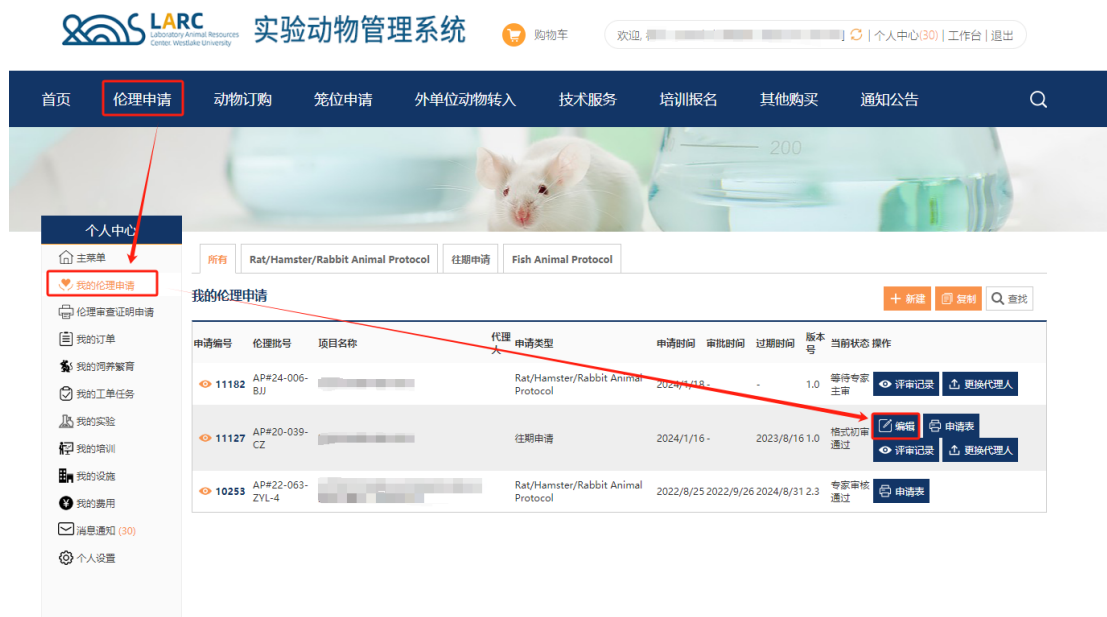 LARC
Laboratory Animal Resources
Center, Westlake University
实验动物管理系统
购物车
欢迎,
] | 个人中心(30) | 工作台 | 退出
首页 伦理申请 动物订购 笼位申请 外单位动物转入 技术服务 培训报名 其他购买 通知公告
200
个人中心
主菜单
我的伦理申请
伦理审查证明申请
我的订单
我的饲养繁育
我的工单任务
我的实验
我的培训
我的设施
我的费用
消息通知 (30)
个人设置
所有 Rat/Hamster/Rabbit Animal Protocol 往期申请 Fish Animal Protocol
我的伦理申请
新建 复制 查找
申请编号 伦理批号 项目名称 代理人 申请类型 申请时间 审批时间 过期时间 版本号 当前状态 操作
11182 AP#24-006-BJJ Rat/Hamster/Rabbit Animal Protocol 2024/1/18 - - 1.0 等待专家主审 评审记录 更换代理人
11127 AP#20-039-CZ 往期申请 2024/1/16 - 2023/8/16 1.0 格式初审通过 编辑 申请表
评审记录 更换代理人
10253 AP#22-063-ZYL-4 Rat/Hamster/Rabbit Animal Protocol 2022/8/25 2022/9/26 2024/8/31 2.3 专家审核通过 申请表